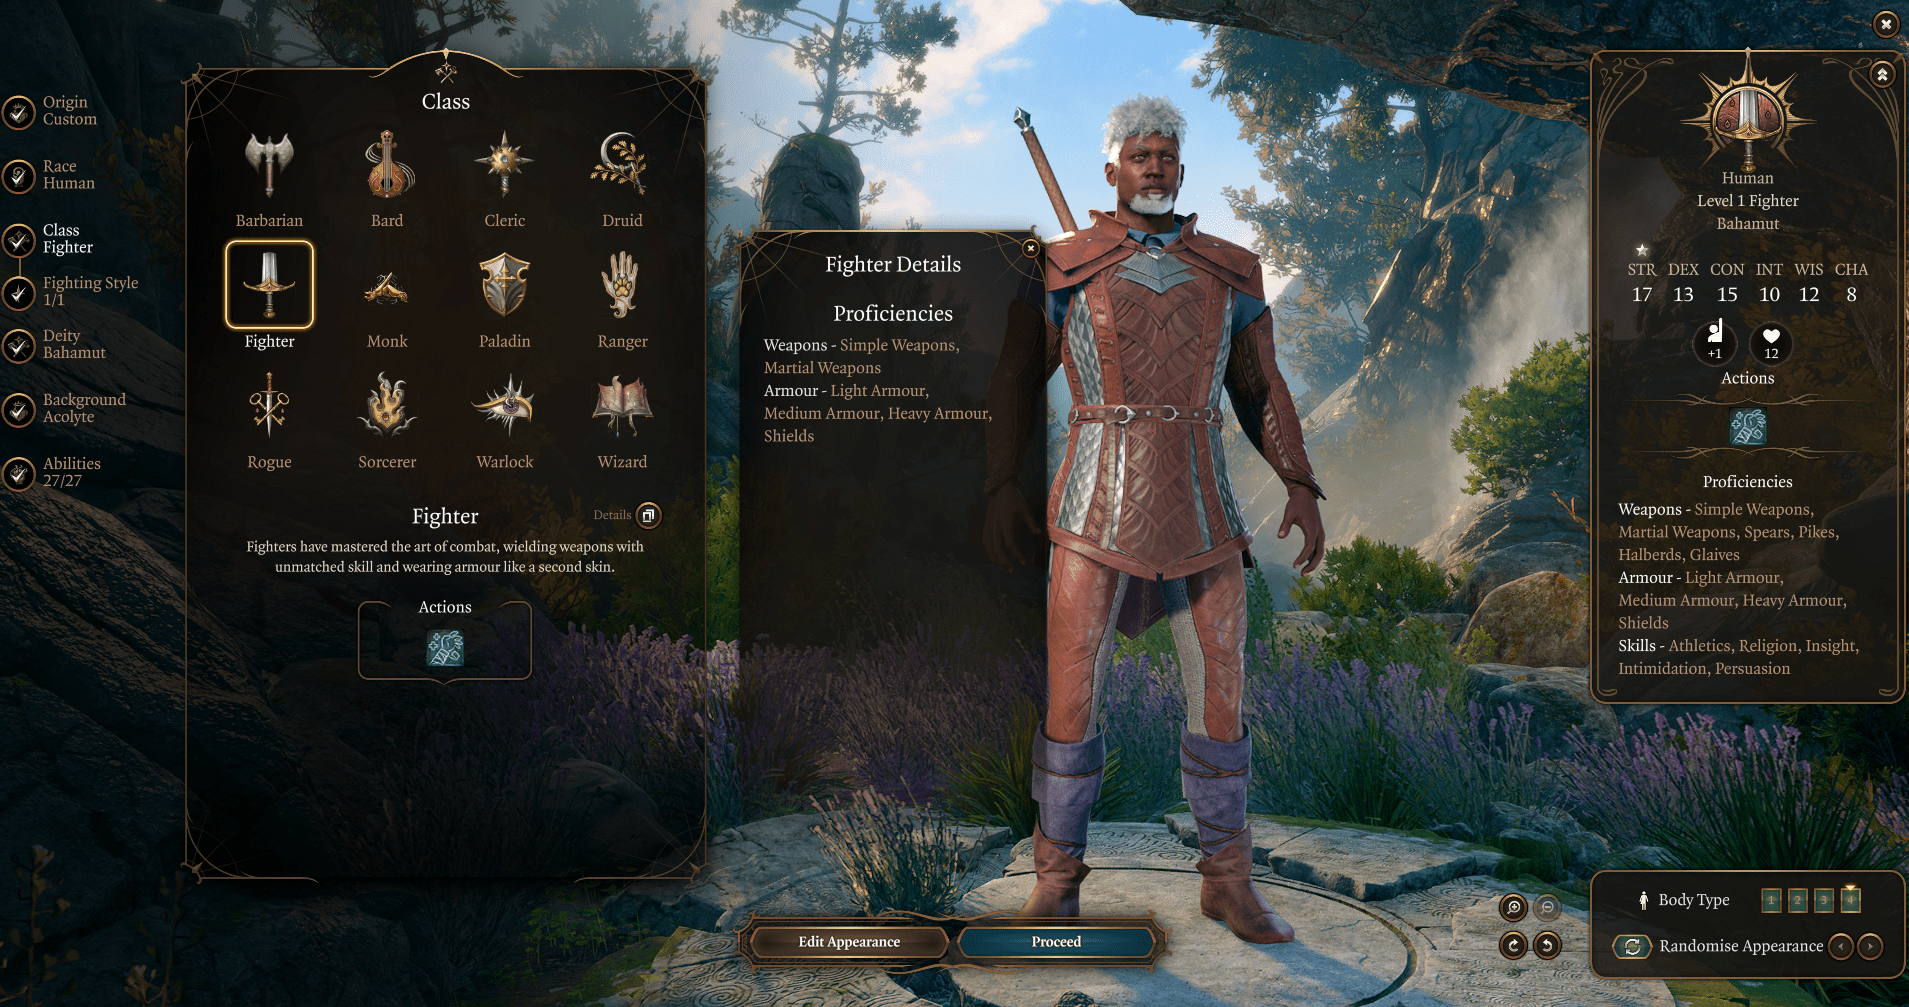 Origin
Custom
Race
Human
Class
Fighter
Fighting Style
1/1
Deity
Bahamut
Background
Acolyte
Abilities
27/27
Class
Barbarian
Bard
Cleric
Druid
Fighter
Monk
Paladin
Ranger
Rogue
Sorcerer
Warlock
Wizard
Fighter
Details
Fighters have mastered the art of combat, wielding weapons with
unmatched skill and wearing armour like a second skin.
Actions
Fighter Details
Proficiencies
Weapons - Simple Weapons,
Martial Weapons
Armour - Light Armour,
Medium Armour, Heavy Armour,
Shields
Edit Appearance
Proceed
Human
Level 1 Fighter
Bahamut
STR DEX CON INT WIS CHA
17 13 15 10 12 8
+1 12
Actions
Proficiencies
Weapons - Simple Weapons,
Martial Weapons, Spears, Pikes,
Halberds, Glaives
Armour - Light Armour,
Medium Armour, Heavy Armour,
Shields
Skills - Athletics, Religion, Insight,
Intimidation, Persuasion
Body Type 1 2 3 4
Randomise Appearance